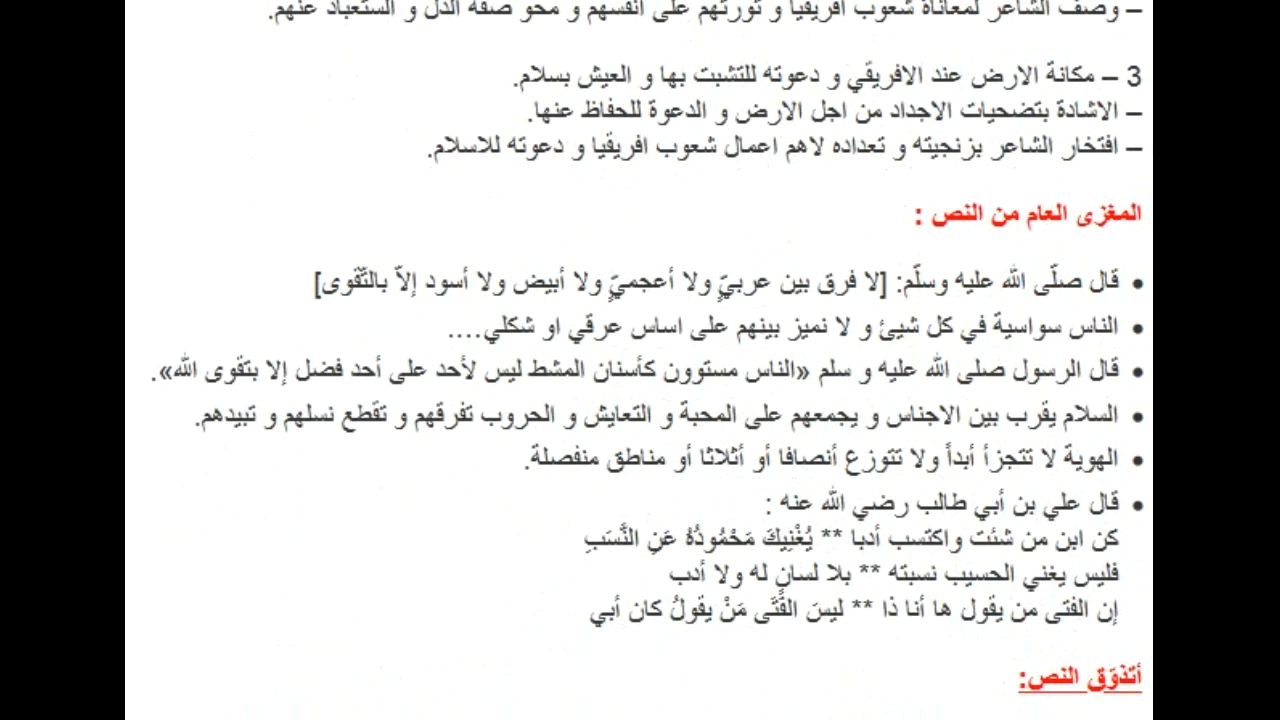 – وصف الشاعر لمعاناة شعوب افريقيا و ثورتهم على انفسهم و محو صفة الذل و الستعباد عنهم.
3 – مكانة الارض عند الافريقي و دعوته للتشبت بها و العيش بسلام.
– الاشادة بتضحيات الاجداد من اجل الارض و الدعوة للحفاظ عنها.
– افتخار الشاعر بزنجيته و تعداده لاهم اعمال شعوب افريقيا و دعوته للاسلام.
المغزى العام من النص :
• قال صلّى الله عليه وسلّم: [لا فرق بين عربيّ ولا أعجميّ ولا أبيض ولا أسود إلاّ بالتّقوى]
• الناس سواسية في كل شيئ و لا نميز بينهم على اساس عرقي او شكلي....
• قال الرسول صلى الله عليه و سلم «الناس مستوون كأسنان المشط ليس لأحد على أحد فضل إلا بتقوى الله».
• السلام يقرب بين الاجناس و يجمعهم على المحبة و التعايش و الحروب تفرقهم و تقطع نسلهم و تبيدهم.
• الهوية لا تتجزأ أبداً ولا تتوزع أنصافا أو أثلاثا أو مناطق منفصلة.
• قال علي بن أبي طالب رضي الله عنه :
كن ابن من شئت واكتسب أدبا ** يُغْنِيكَ مَحْمُودُهُ عَنِ النَّسَبِ
فليس يغني الحسيب نسبته ** بلا لسانٍ له ولا أدب
إن الفتى من يقول ها أنا ذا ** ليسَ الفَتَى مَنْ يقولُ كان أبي
أتذوّق النص: